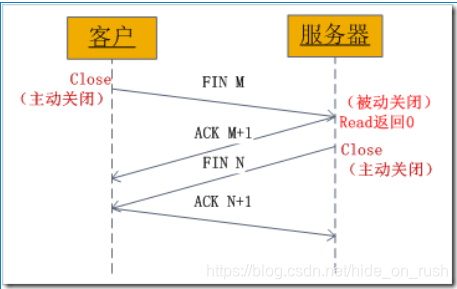 客户
服务器
Close
（主动关闭）
FIN M
（被动关闭）
Read返回0
ACK M+1
Close
（主动关闭）
FIN N
ACK N+1
https://blog.csdn.net/hide_on_rush